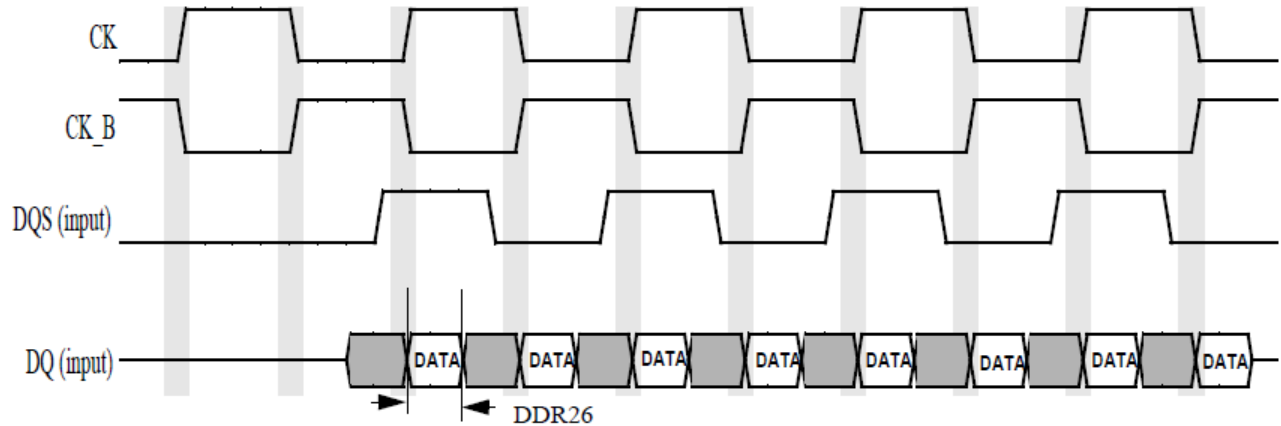 CK
CK_B
DQS (input)
DQ (input) DATA DATA DATA DATA DATA DATA DATA DATA
DDR26